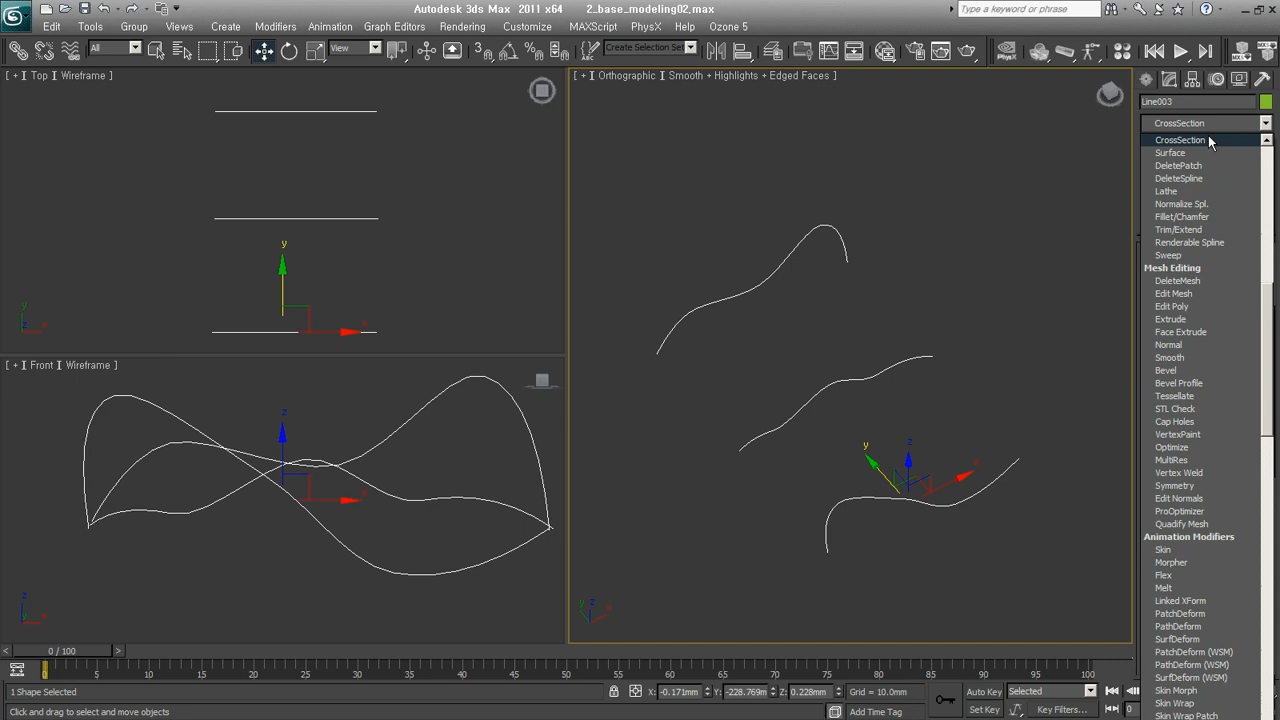 Autodesk 3ds Max 2011 x64 2_base_modeling02.max
Type a keyword or phrase
Edit Tools Group Views Create Modifiers Animation Graph Editors Rendering Customize MAXScript PhysX Help Ozone 5
All View Create Selection Set PhysX
[ + ] [ Top ] [ Wireframe ]
[ + ] [ Orthographic ] [ Smooth + Highlights + Edged Faces ]
Line003
CrossSection
CrossSection
Surface
DeletePatch
DeleteSpline
Lathe
Normalize Spl.
Fillet/Chamfer
Trim/Extend
Renderable Spline
Sweep
Mesh Editing
DeleteMesh
Edit Mesh
Edit Poly
Extrude
Face Extrude
Normal
Smooth
Bevel
Bevel Profile
Tessellate
STL Check
Cap Holes
VertexPaint
Optimize
MultiRes
Vertex Weld
Symmetry
Edit Normals
ProOptimizer
Quadify Mesh
Animation Modifiers
Skin
Morpher
Flex
Melt
Linked XForm
PatchDeform
PathDeform
SurfDeform
PatchDeform (WSM)
PathDeform (WSM)
SurfDeform (WSM)
Skin Morph
Skin Wrap
Skin Wrap Patch
y
x
y
z x
[ + ] [ Front ] [ Wireframe ]
z
x
z
x
y z x
y z x
0 / 100
0 5 10 15 20 25 30 35 40 45 50 55 60 65 70 75 80 85 90 95 100
1 Shape Selected X: -0.171mm Y: -228.769m Z: 0.228mm Grid = 10.0mm Auto Key Selected
Click and drag to select and move objects Add Time Tag Set Key Key Filters... 0